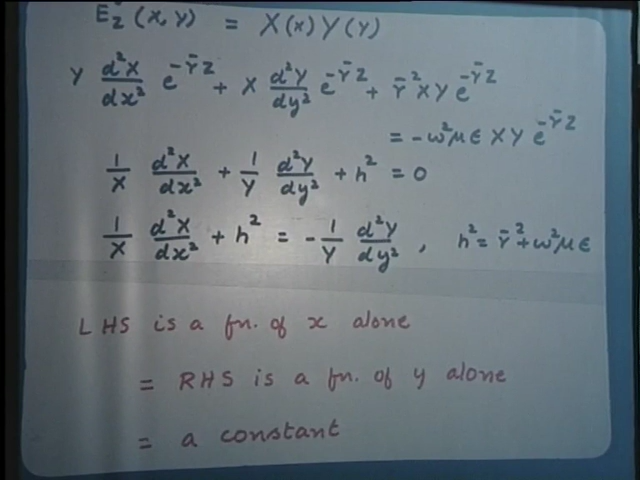 E_z°(x, y) = X(x) Y(y)
Y d²X/dx² e^{-γ̄z} + X d²Y/dy² e^{-γ̄z} + γ̄² XY e^{-γ̄z}
= -ω²μϵ XY e^{-γ̄z}
1/X d²X/dx² + 1/Y d²Y/dy² + h² = 0
1/X d²X/dx² + h² = - 1/Y d²Y/dy² , h² = γ̄² + ω²μϵ
LHS is a fn. of x alone
= RHS is a fn. of y alone
= a constant